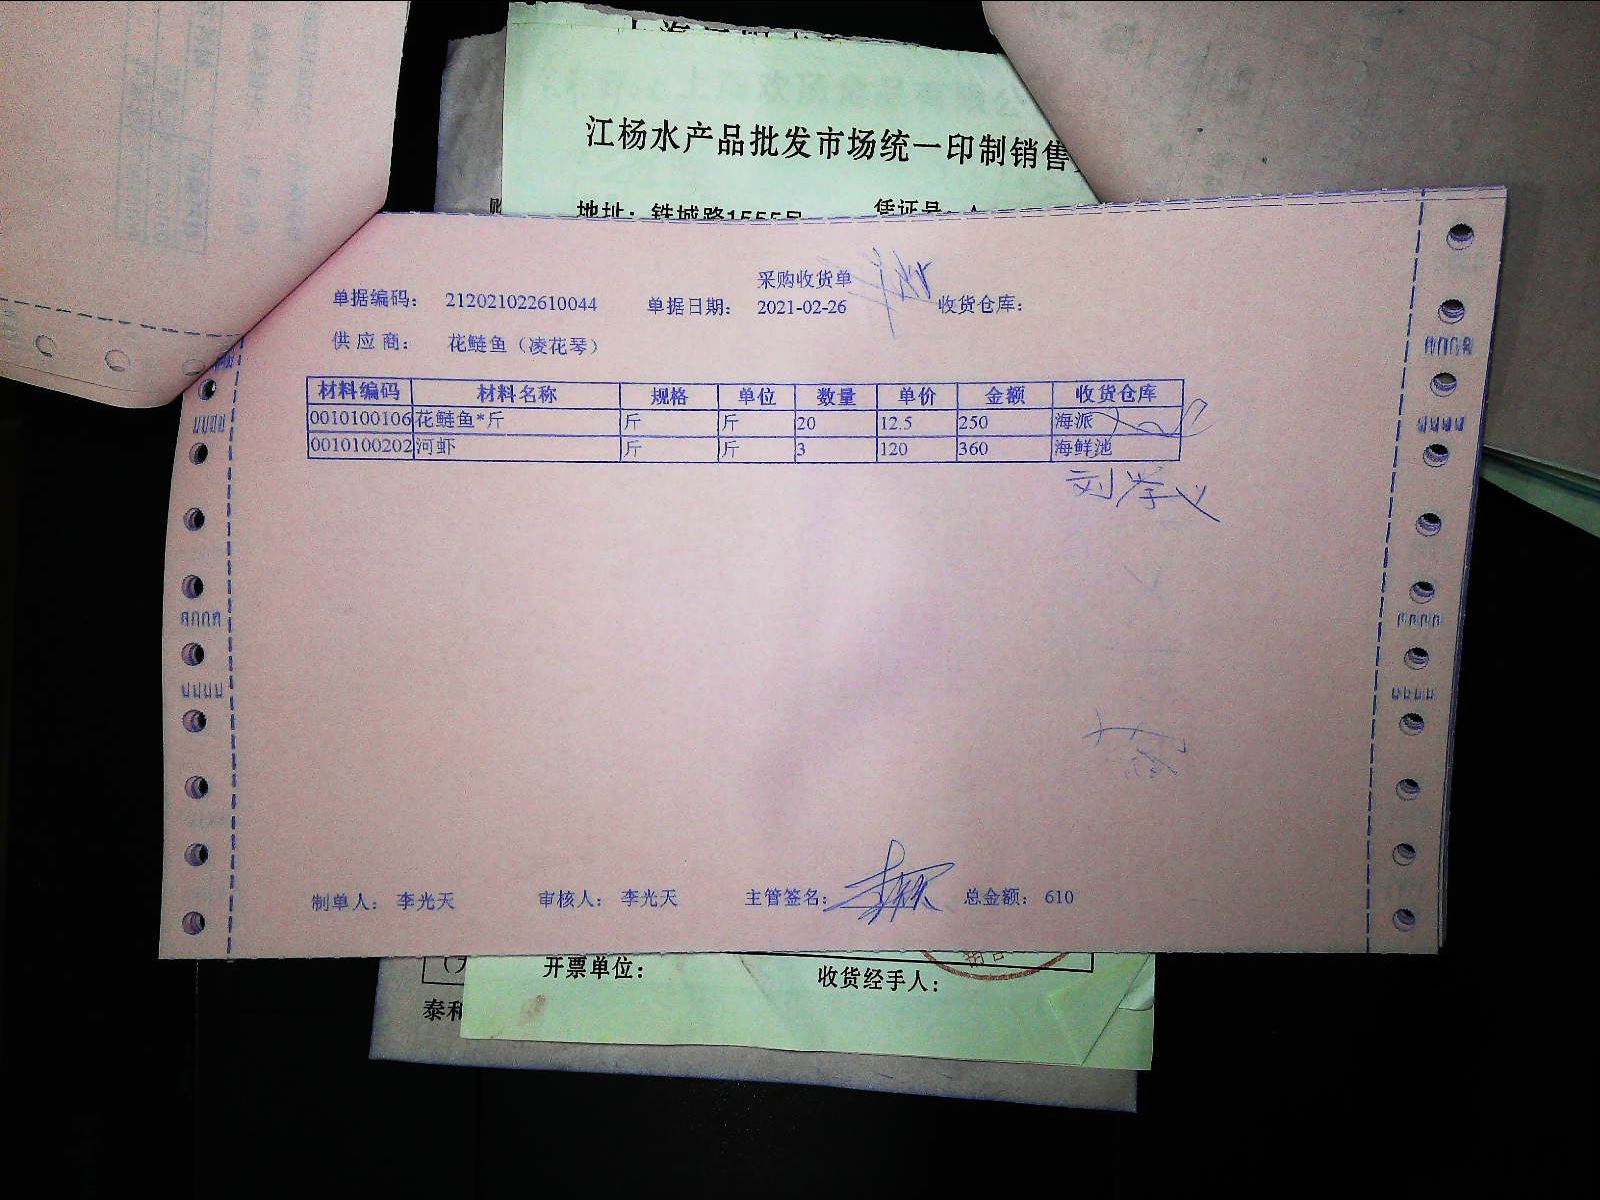 江杨水产品批发市场统一印制销售
地址：铁城路1555号 凭证号
购
采购收货单
单据编码： 212021022610044 单据日期： 2021-02-26 收货仓库：
供应商： 花鲢鱼（凌花琴）
材料编码 材料名称 规格 单位 数量 单价 金额 收货仓库
0010100106 花鲢鱼*斤 斤 斤 20 12.5 250 海派
0010100202 河虾 斤 斤 3 120 360 海鲜池
刘学义
制单人： 李光天 审核人： 李光天 主管签名： 总金额： 610
开票单位： 收货经手人：
泰和